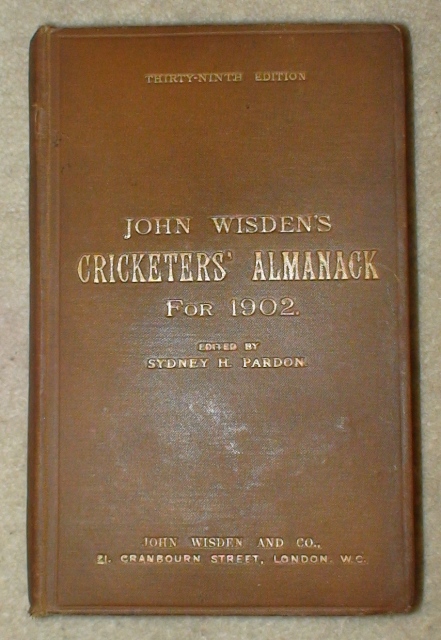 THIRTY-NINTH EDITION
JOHN WISDEN'S
CRICKETERS' ALMANACK
FOR 1902.
EDITED BY
SYDNEY H. PARDON.
JOHN WISDEN AND CO.,
21, CRANBOURN STREET, LONDON. W.C.